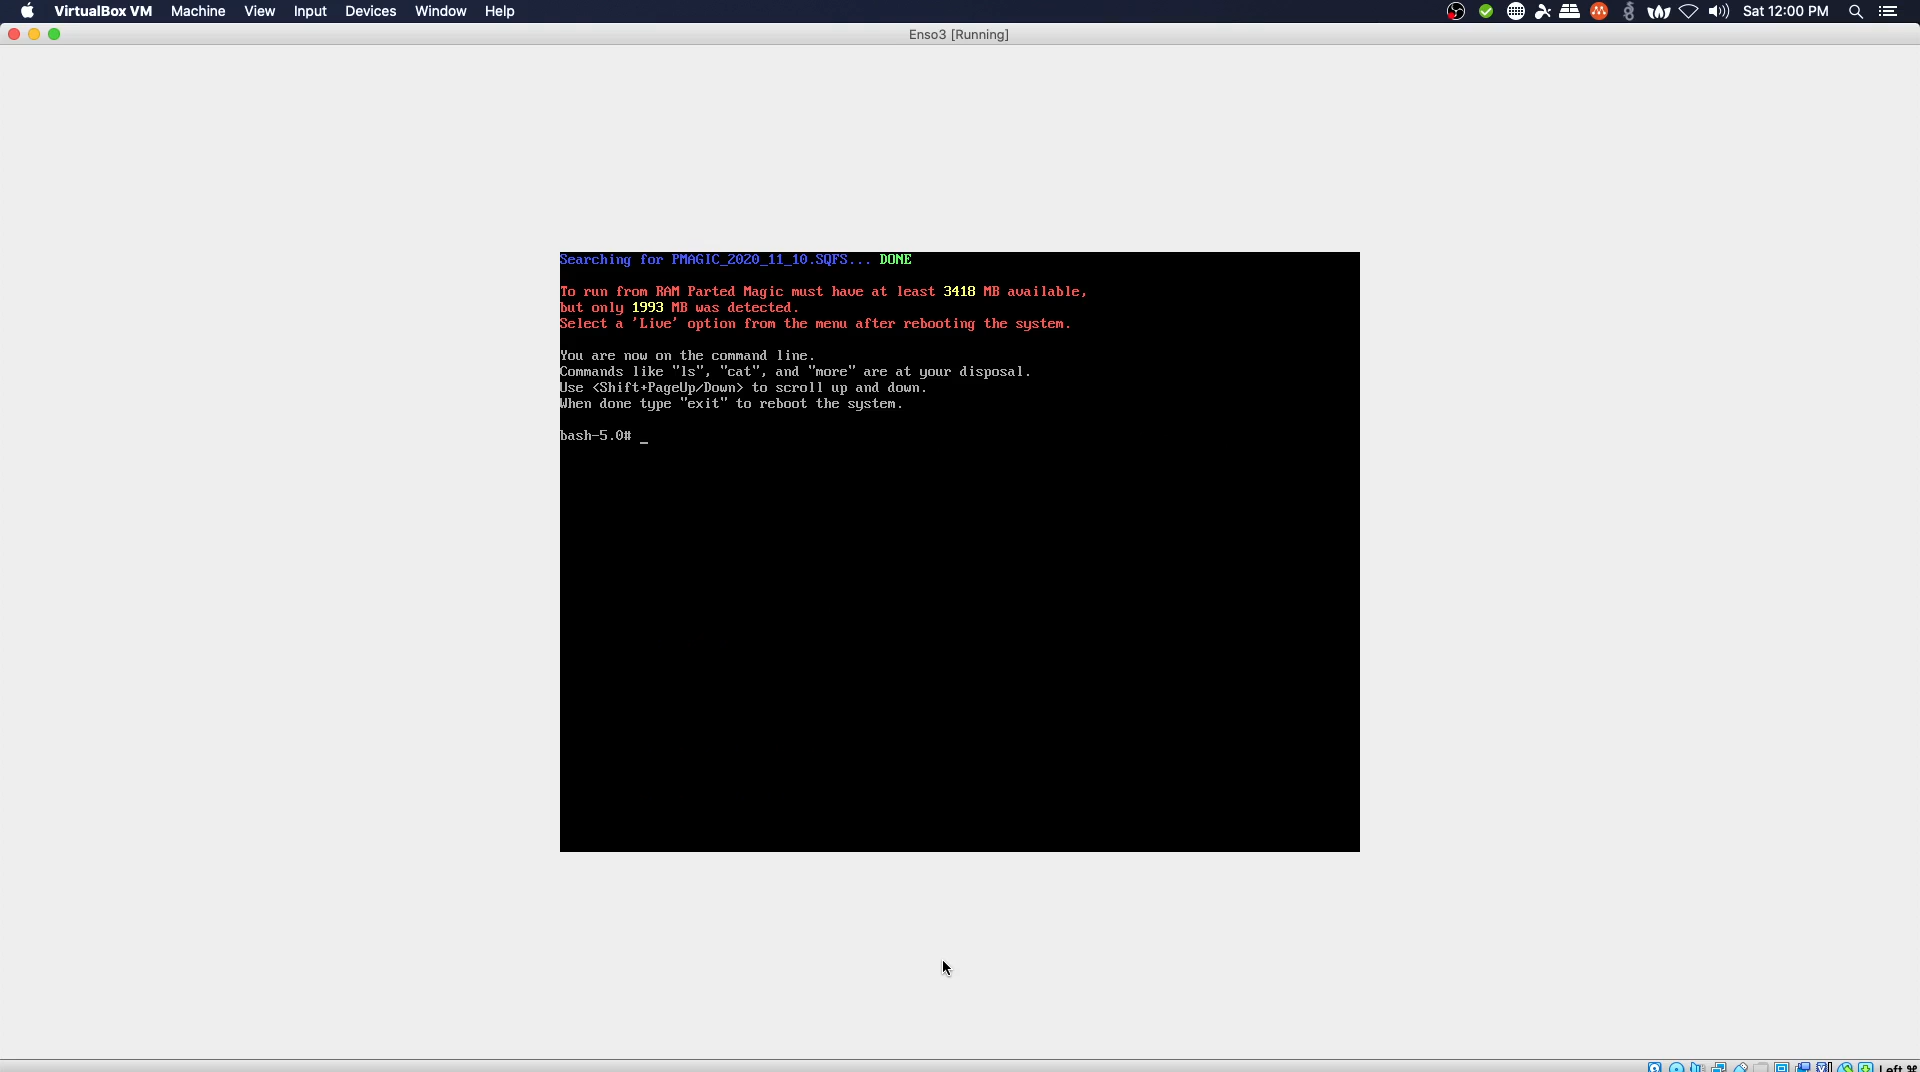 VirtualBox VM Machine View Input Devices Window Help Sat 12:00 PM
Enso3 [Running]
Searching for PMAGIC_2020_11_10.SQFS... DONE
To run from RAM Parted Magic must have at least 3418 MB available,
but only 1993 MB was detected.
Select a 'Live' option from the menu after rebooting the system.
You are now on the command line.
Commands like "ls", "cat", and "more" are at your disposal.
Use <Shift+PageUp/Down> to scroll up and down.
When done type "exit" to reboot the system.
bash-5.0# _
Left ⌘